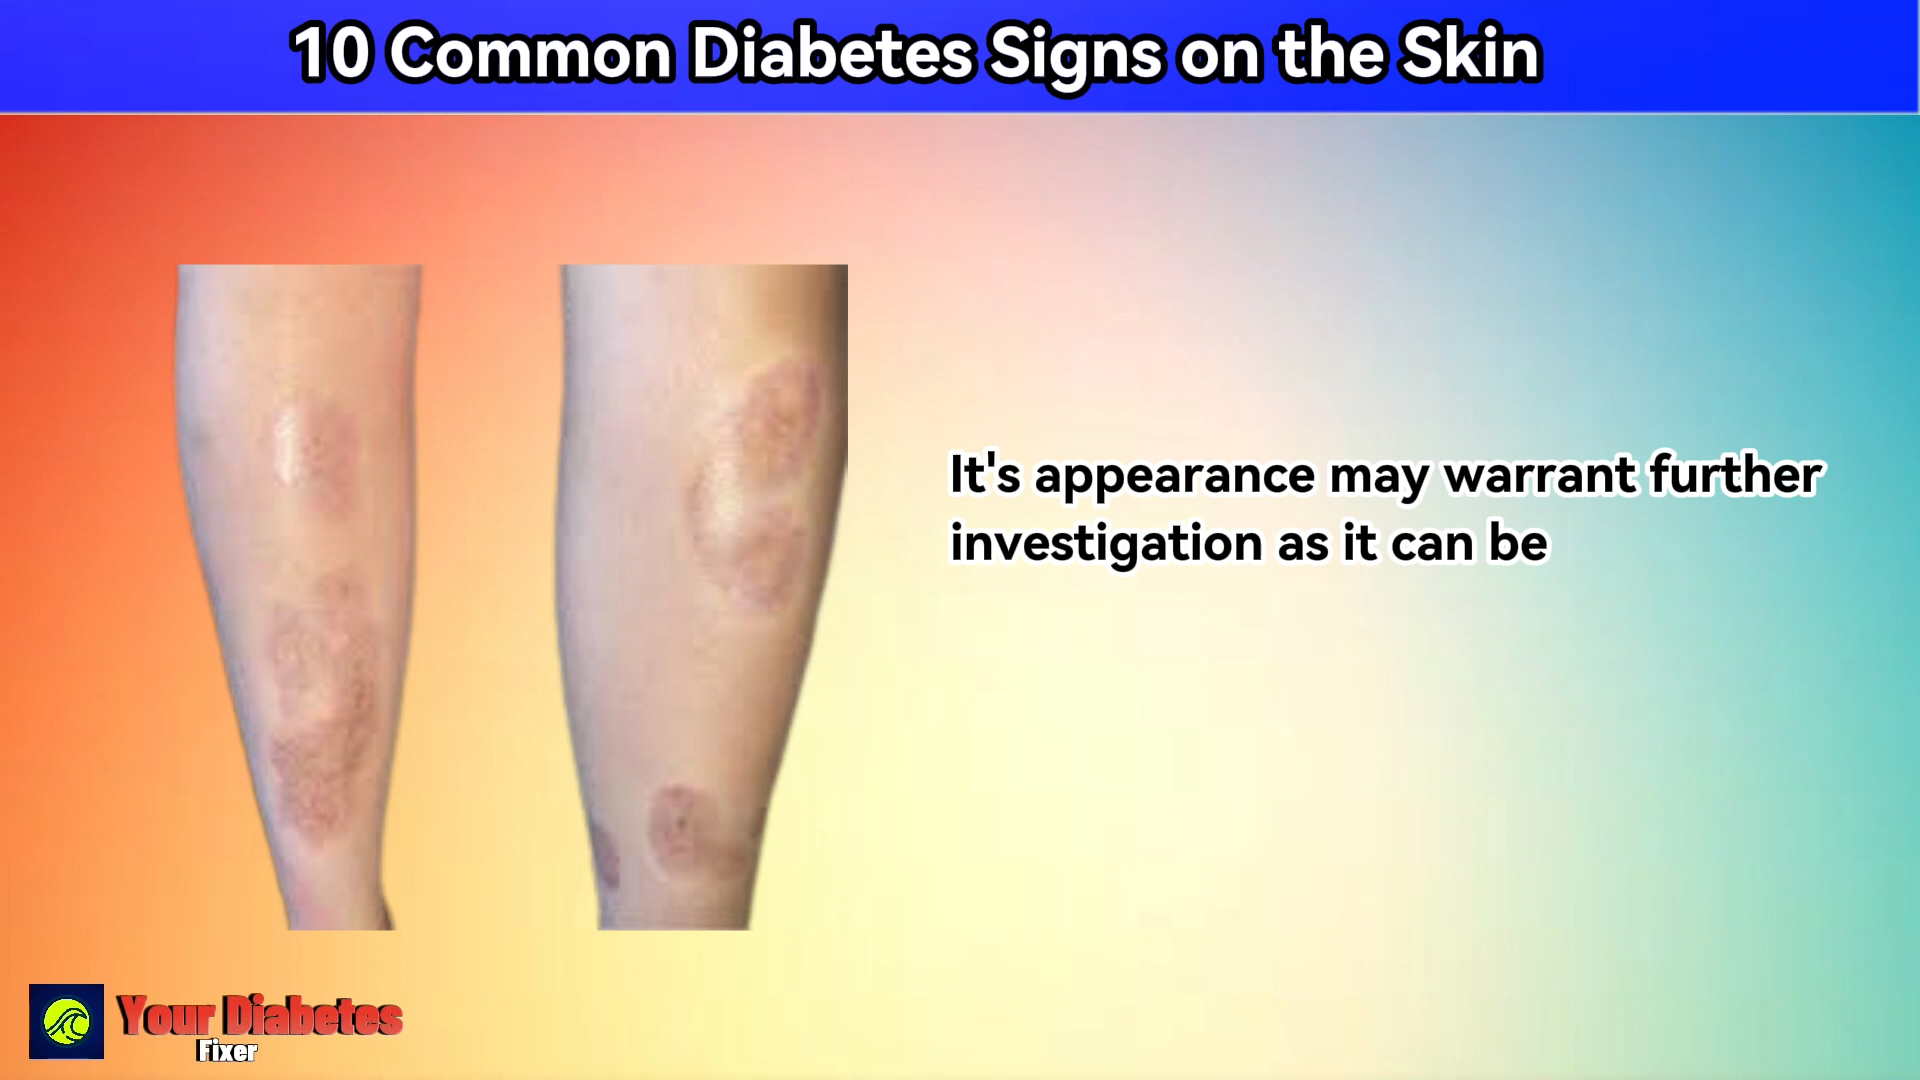 10 Common Diabetes Signs on the Skin
It's appearance may warrant further
investigation as it can be
Your Diabetes
Fixer